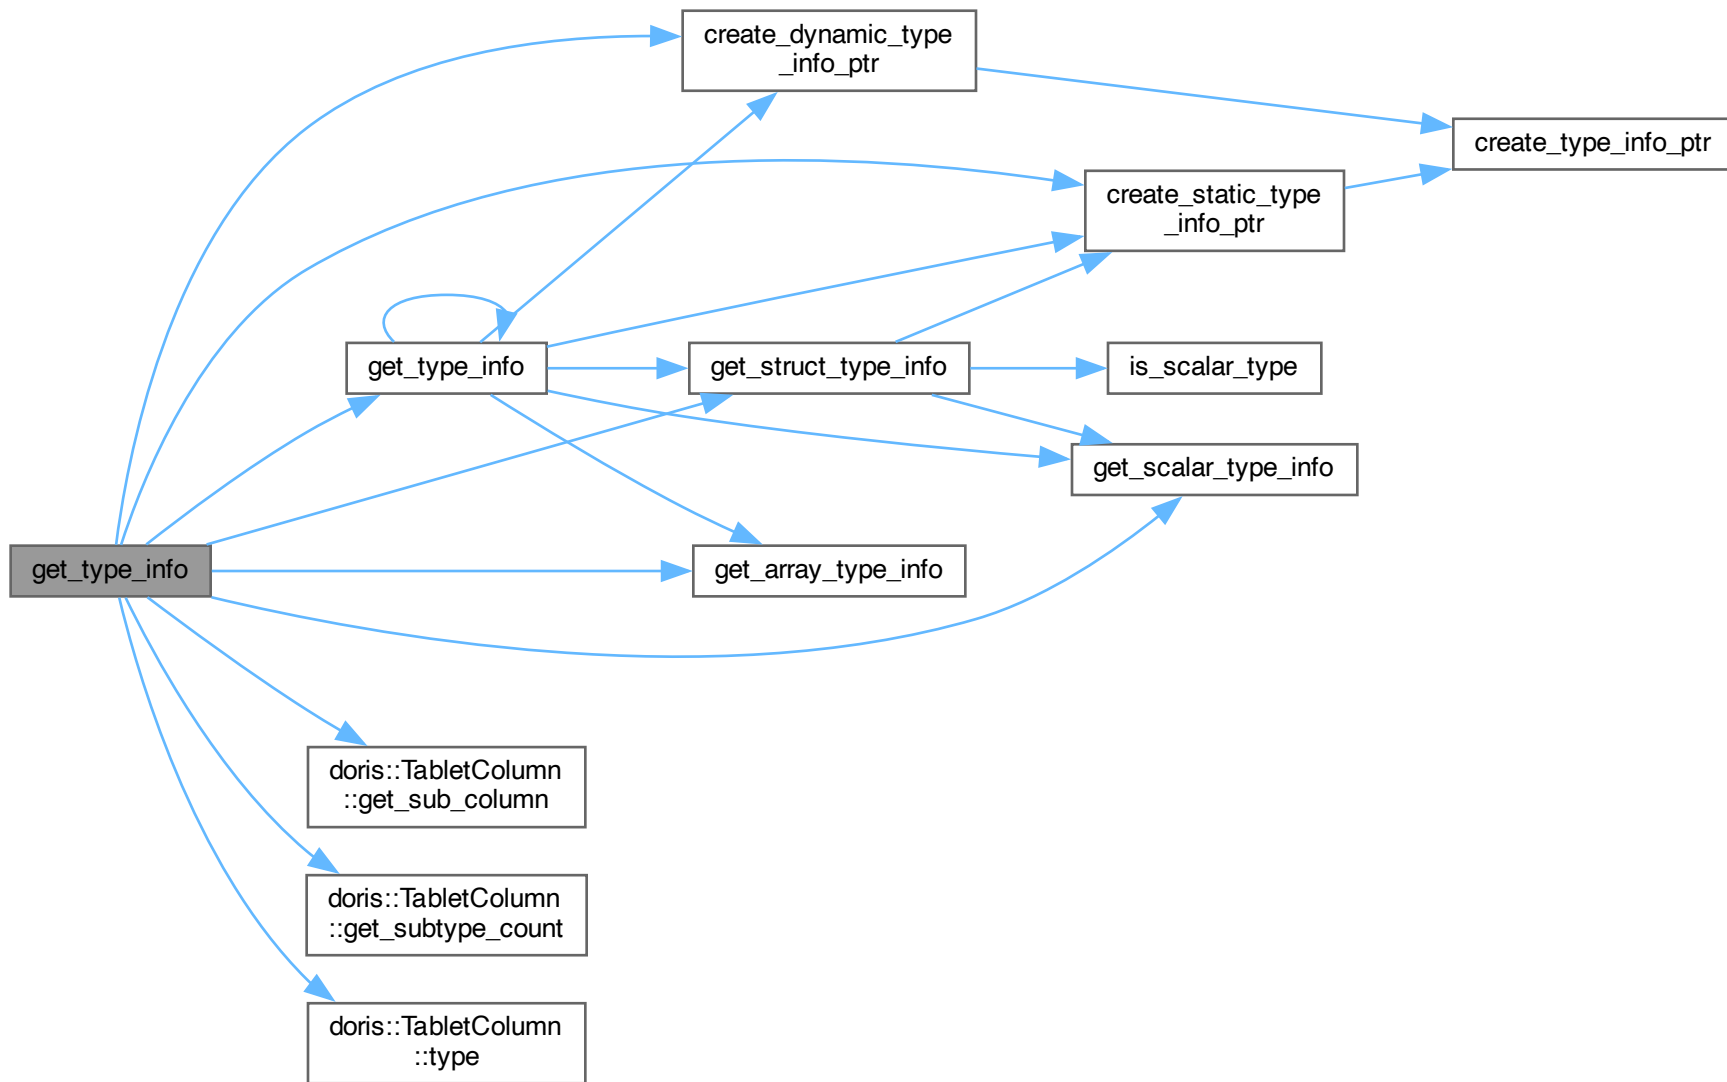 create_dynamic_type
_info_ptr
create_type_info_ptr
create_static_type
_info_ptr
get_type_info
get_struct_type_info
is_scalar_type
get_scalar_type_info
get_type_info
get_array_type_info
doris::TabletColumn
::get_sub_column
doris::TabletColumn
::get_subtype_count
doris::TabletColumn
::type